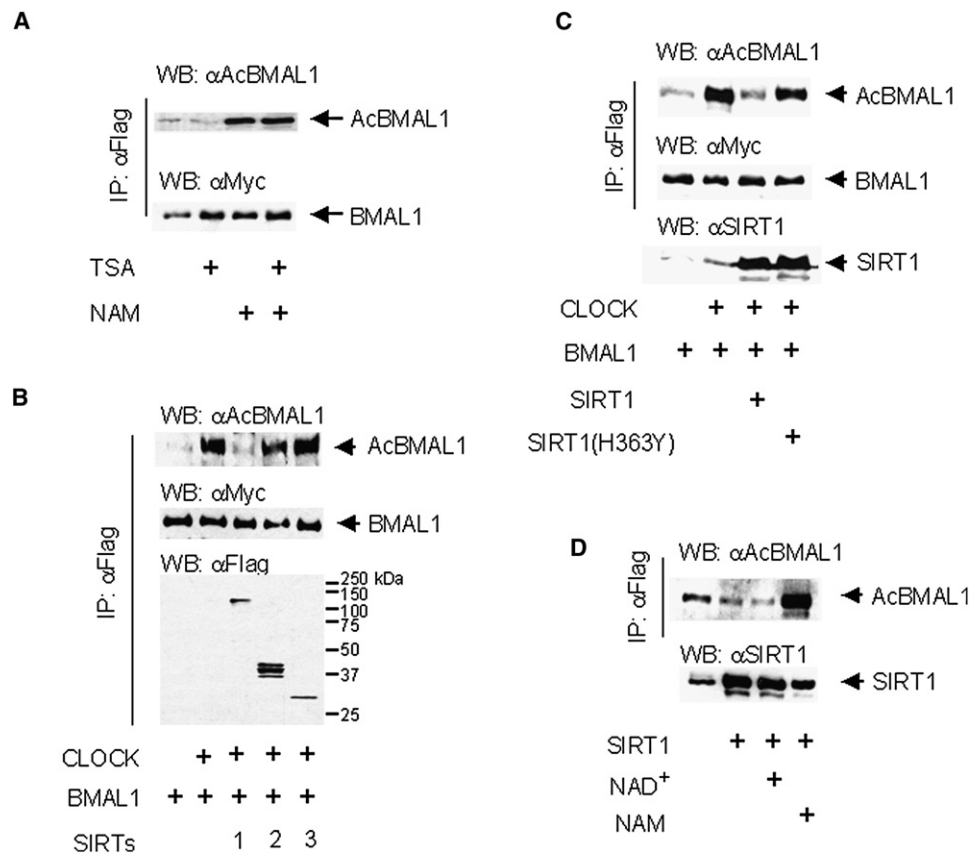 A
WB: αAcBMAL1
IP: αFlag
AcBMAL1
WB: αMyc
BMAL1
TSA + +
NAM + +
B
WB: αAcBMAL1
IP: αFlag
AcBMAL1
WB: αMyc
BMAL1
WB: αFlag
250 kDa
150
100
75
50
37
25
CLOCK + + + +
BMAL1 + + + + +
SIRTs 1 2 3
C
WB: αAcBMAL1
IP: αFlag
AcBMAL1
WB: αMyc
BMAL1
WB: αSIRT1
SIRT1
CLOCK + + +
BMAL1 + + + +
SIRT1 +
SIRT1(H363Y) +
D
WB: αAcBMAL1
IP: αFlag
AcBMAL1
WB: αSIRT1
SIRT1
SIRT1 + + +
NAD⁺ +
NAM +